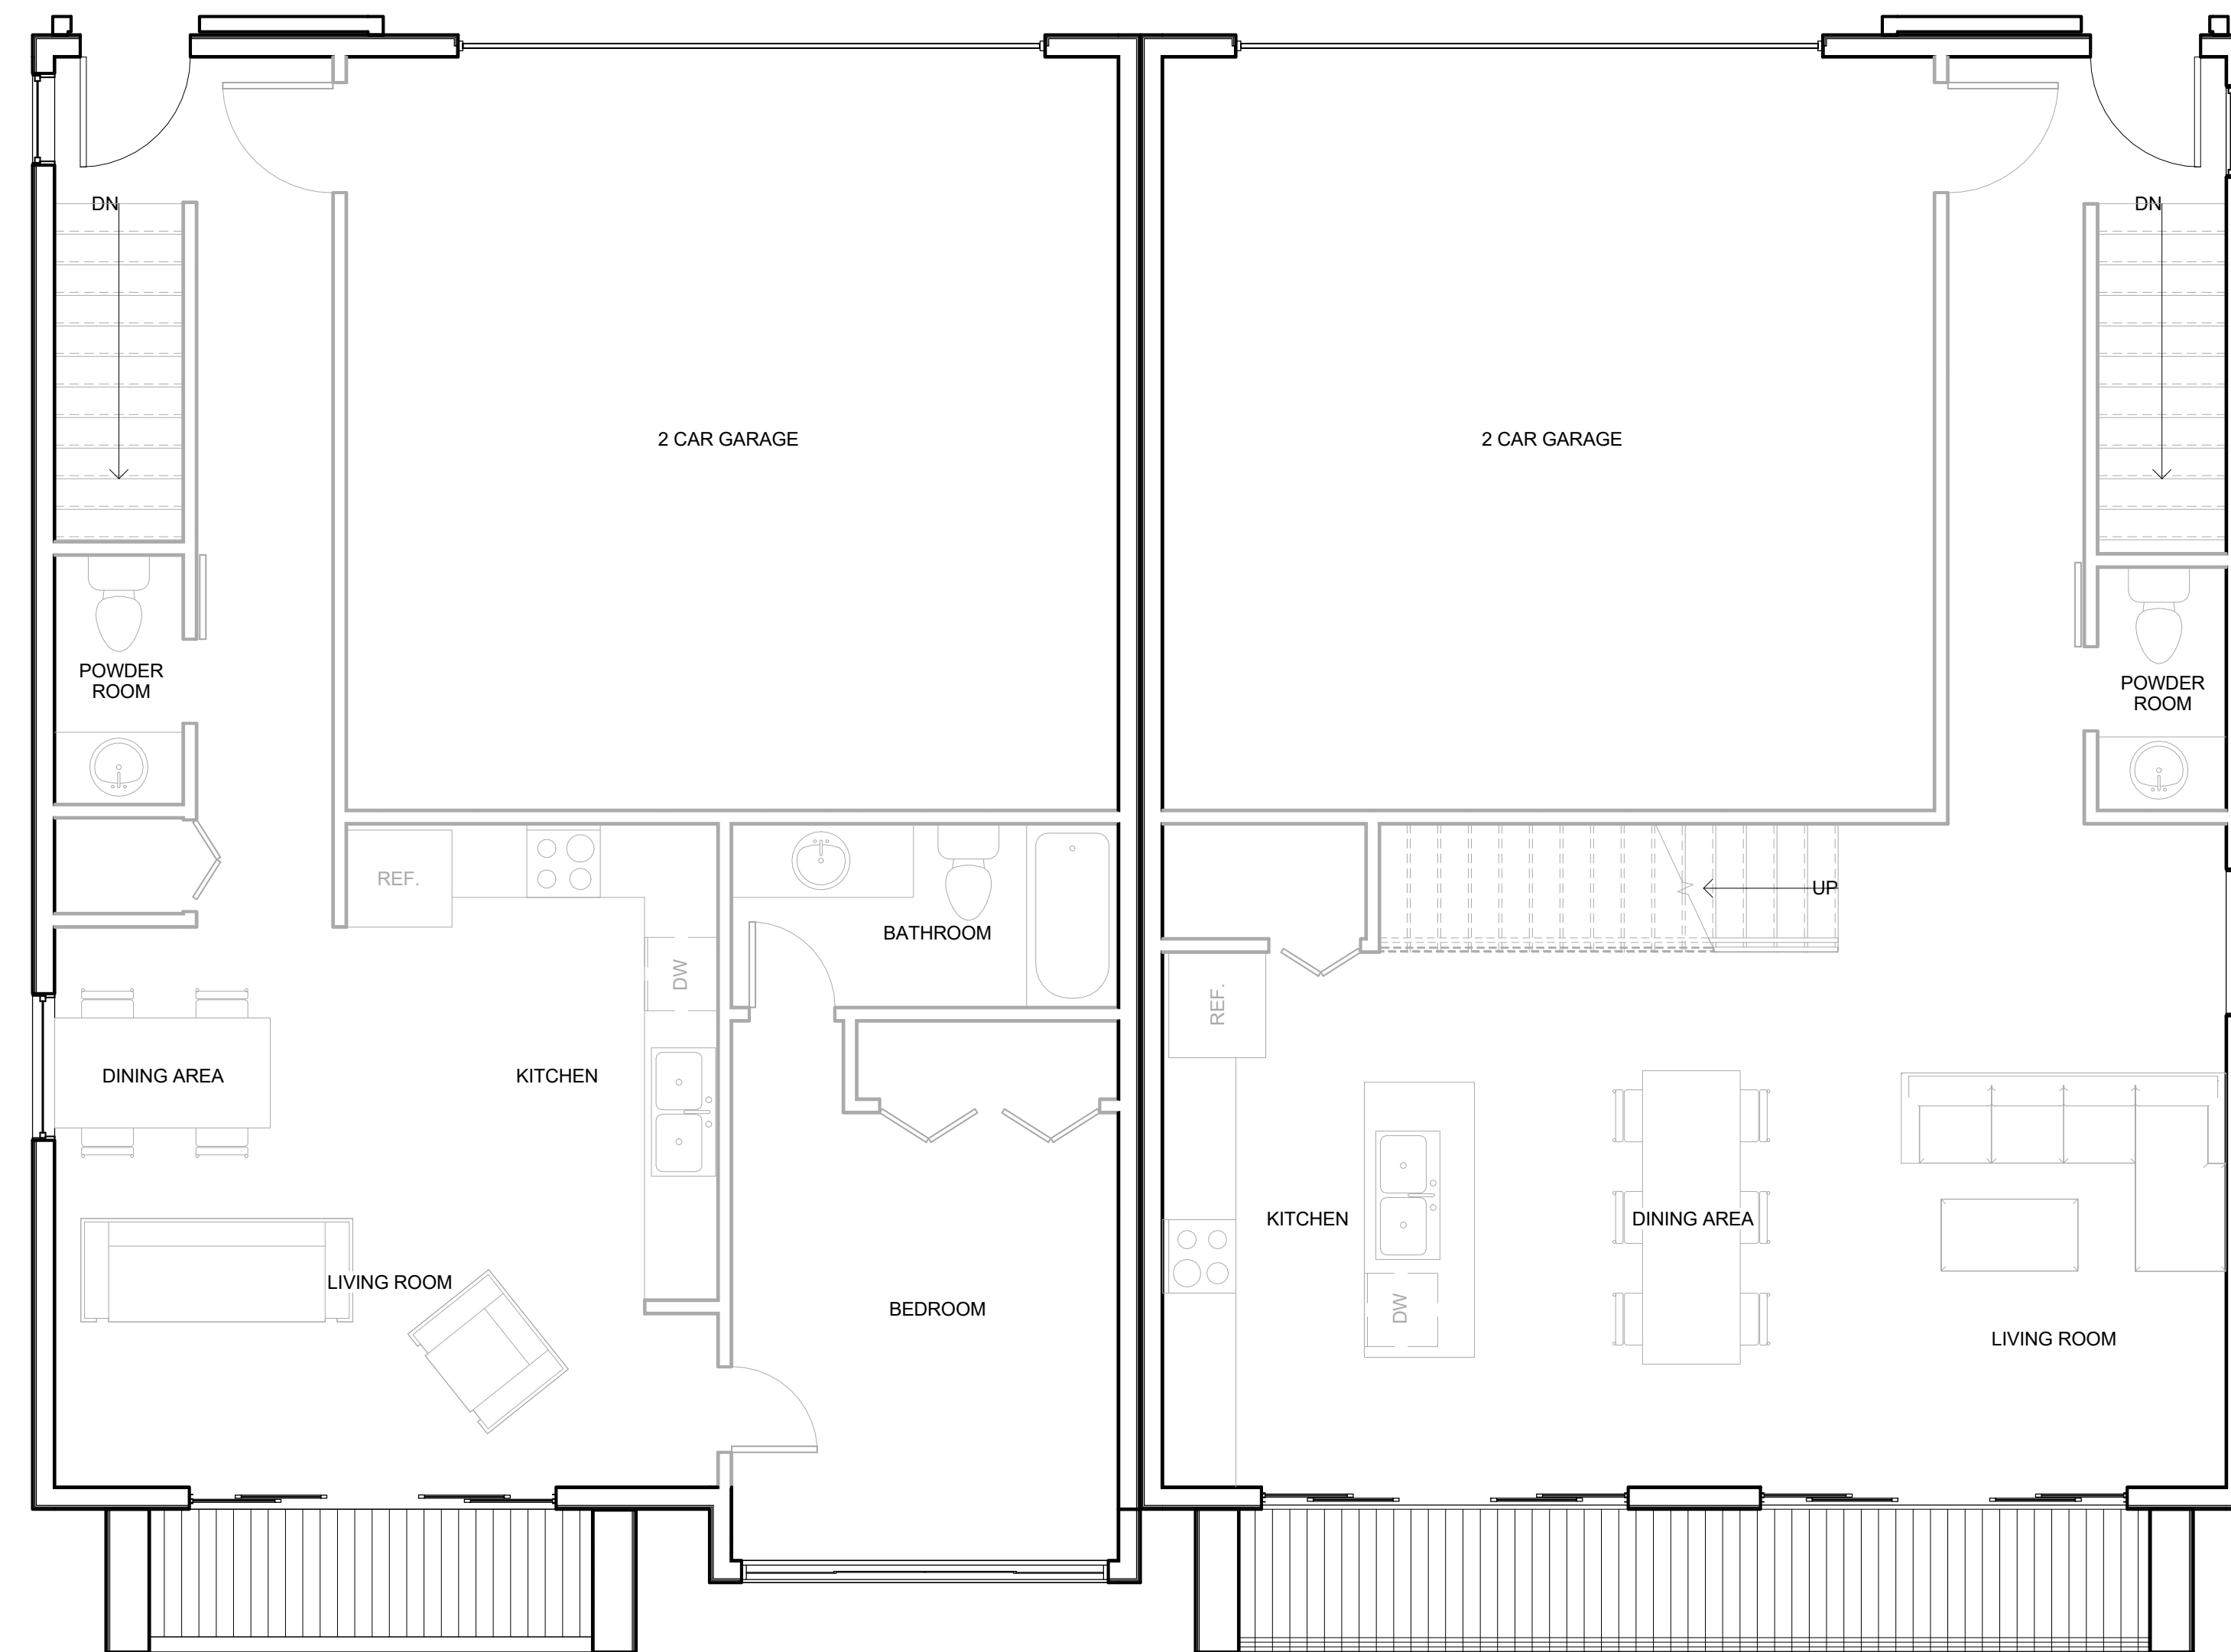 DN
DN
2 CAR GARAGE
2 CAR GARAGE
POWDER
ROOM
POWDER
ROOM
REF.
UP
BATHROOM
DW
REF.
DINING AREA
KITCHEN
KITCHEN
DINING AREA
LIVING ROOM
BEDROOM
DW
LIVING ROOM